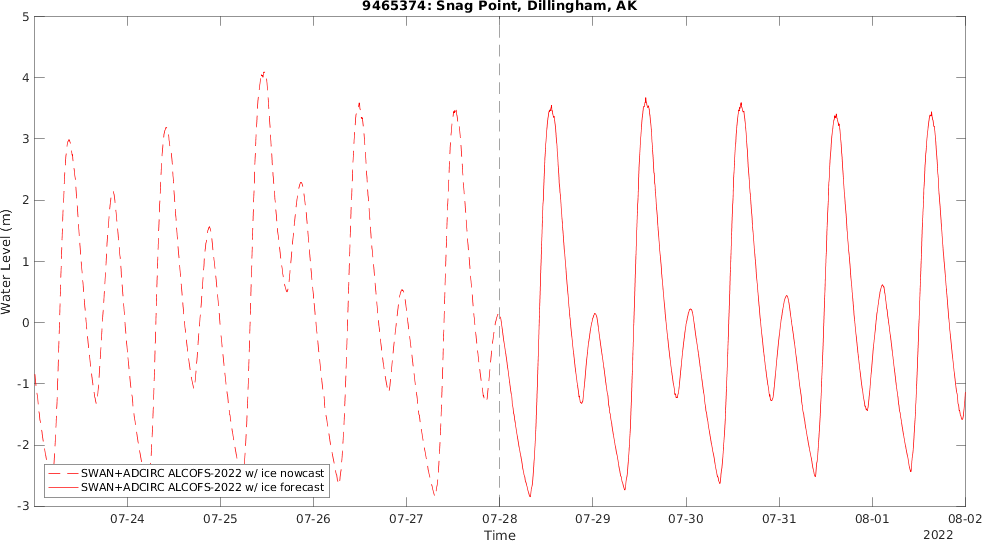 9465374: Snag Point, Dillingham, AK
5
4
3
2
1
0
-1
-2
-3
Water Level (m)
SWAN+ADCIRC ALCOFS-2022 w/ ice nowcast
SWAN+ADCIRC ALCOFS-2022 w/ ice forecast
07-24 07-25 07-26 07-27 07-28 07-29 07-30 07-31 08-01 08-02
Time
2022